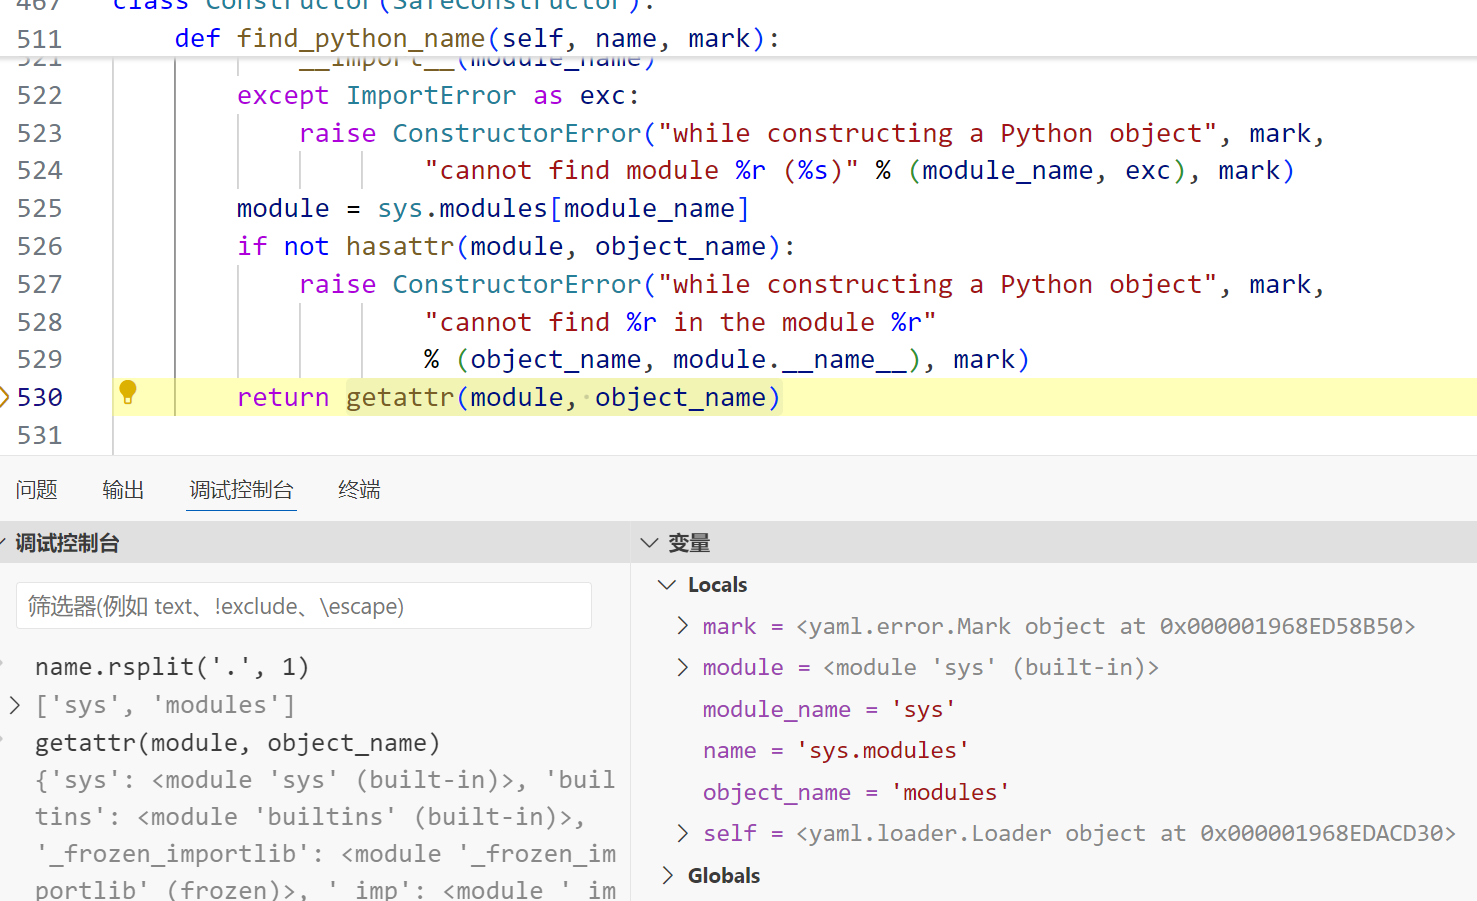 467 class Constructor(SafeConstructor):
511 def find_python_name(self, name, mark):
521 __import__(module_name)
522 except ImportError as exc:
523 raise ConstructorError("while constructing a Python object", mark,
524 "cannot find module %r (%s)" % (module_name, exc), mark)
525 module = sys.modules[module_name]
526 if not hasattr(module, object_name):
527 raise ConstructorError("while constructing a Python object", mark,
528 "cannot find %r in the module %r"
529 % (object_name, module.__name__), mark)
530 return getattr(module, object_name)
531
问题 输出 调试控制台 终端
调试控制台
筛选器(例如 text、!exclude、\escape)
name.rsplit('.', 1)
['sys', 'modules']
getattr(module, object_name)
{'sys': <module 'sys' (built-in)>, 'buil
tins': <module 'builtins' (built-in)>,
'_frozen_importlib': <module '_frozen_im
portlib' (frozen)>, '_imp': <module '_im
变量
Locals
mark = <yaml.error.Mark object at 0x000001968ED58B50>
module = <module 'sys' (built-in)>
module_name = 'sys'
name = 'sys.modules'
object_name = 'modules'
self = <yaml.loader.Loader object at 0x000001968EDACD30>
Globals